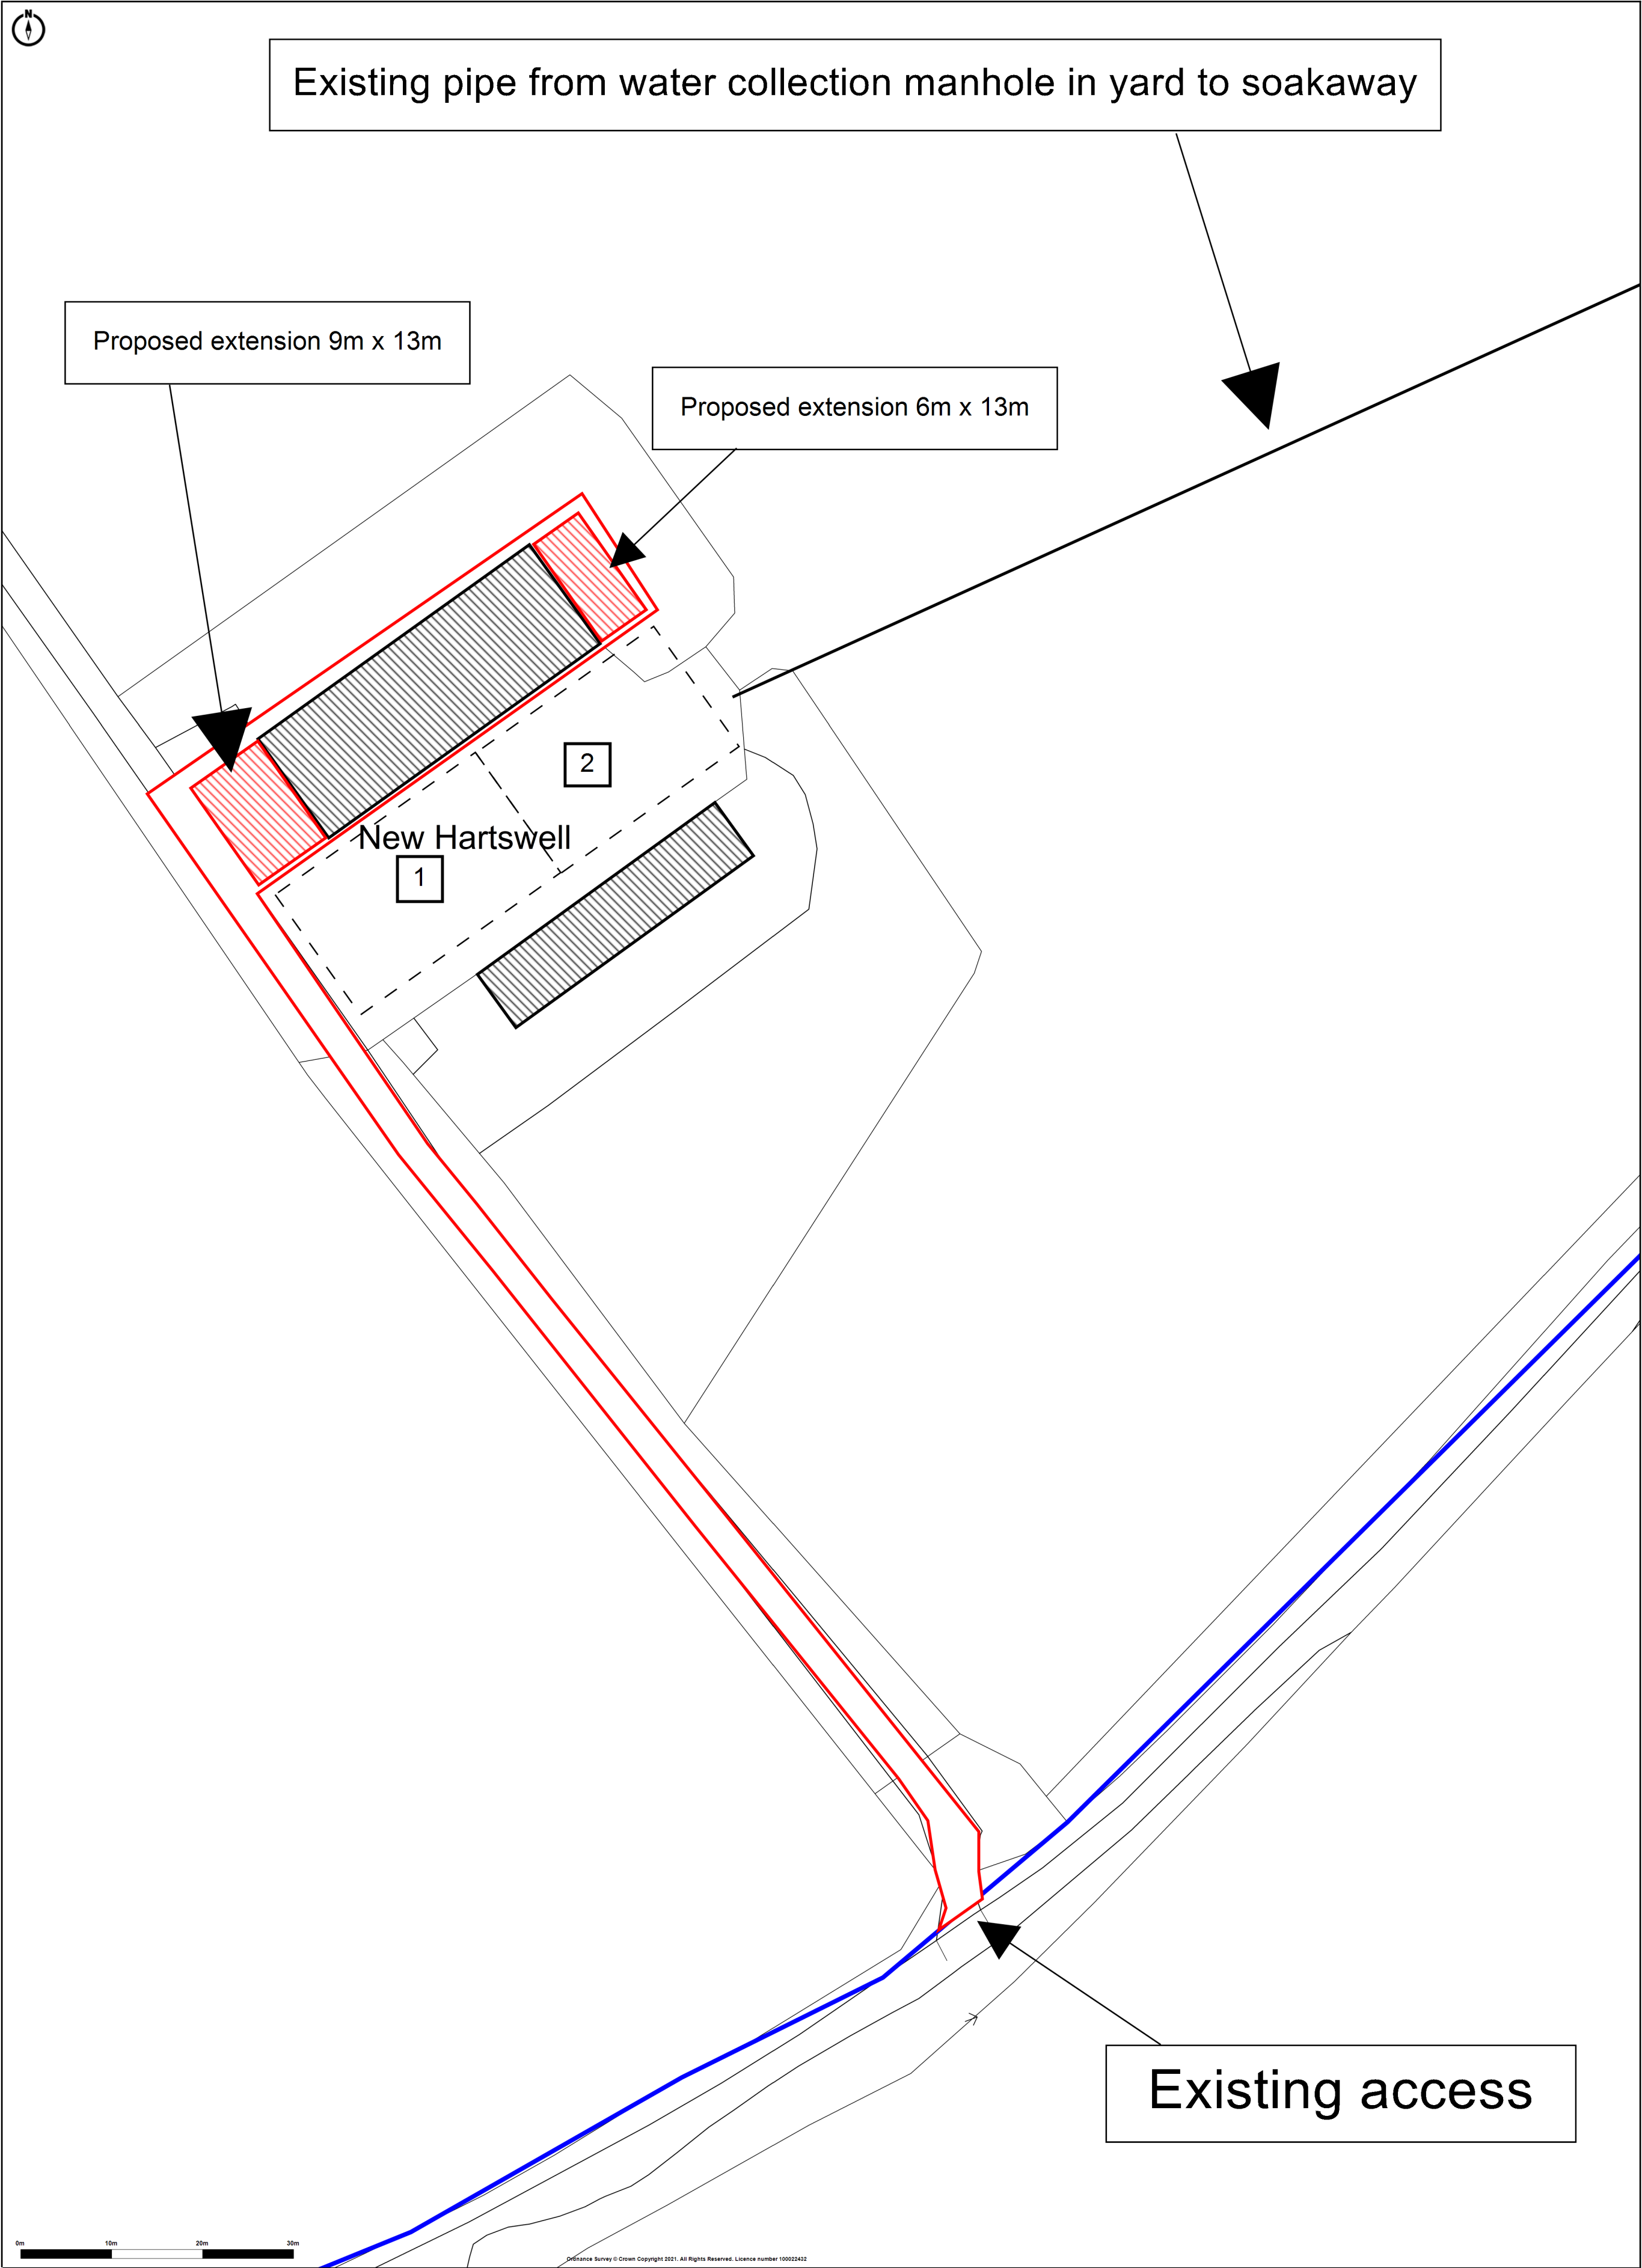 N
Existing pipe from water collection manhole in yard to soakaway
Proposed extension 9m x 13m
Proposed extension 6m x 13m
2
New Hartswell
1
Existing access
0m 10m 20m 30m
Ordnance Survey © Crown Copyright 2021. All Rights Reserved. Licence number 100022432